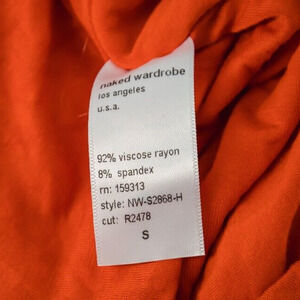 naked wardrobe
los angeles
u.s.a.
92% viscose rayon
8% spandex
rn: 159313
style: NW-S2868-H
cut: R2478
S